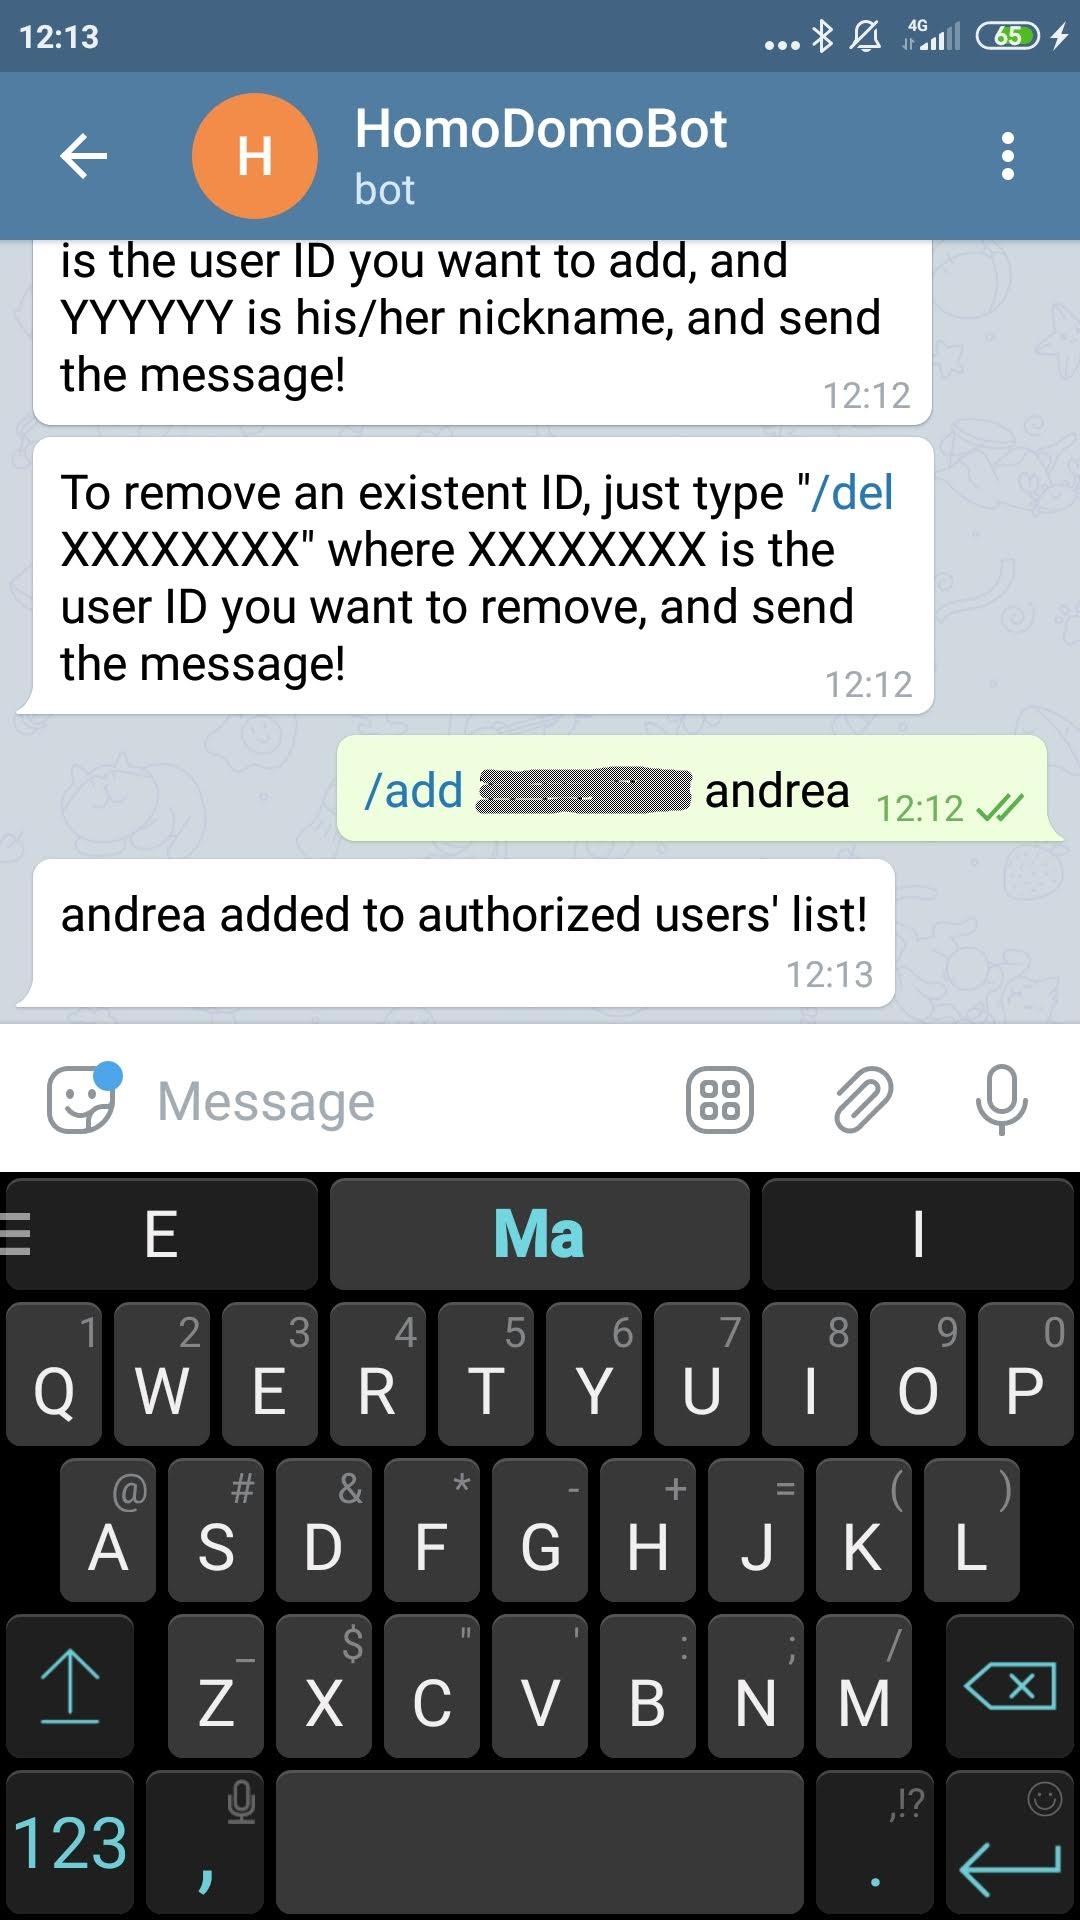 12:13
4G 65
H
HomoDomoBot
bot
is the user ID you want to add, and
YYYYYY is his/her nickname, and send
the message!
12:12
To remove an existent ID, just type "/del
XXXXXXXX" where XXXXXXXX is the
user ID you want to remove, and send
the message!
12:12
/add andrea 12:12
andrea added to authorized users' list!
12:13
Message
E Ma I
1 2 3 4 5 6 7 8 9 0
Q W E R T Y U I O P
@ # & * - + = ( )
A S D F G H J K L
_ $ " ' : ; /
Z X C V B N M
,!?
123 , .